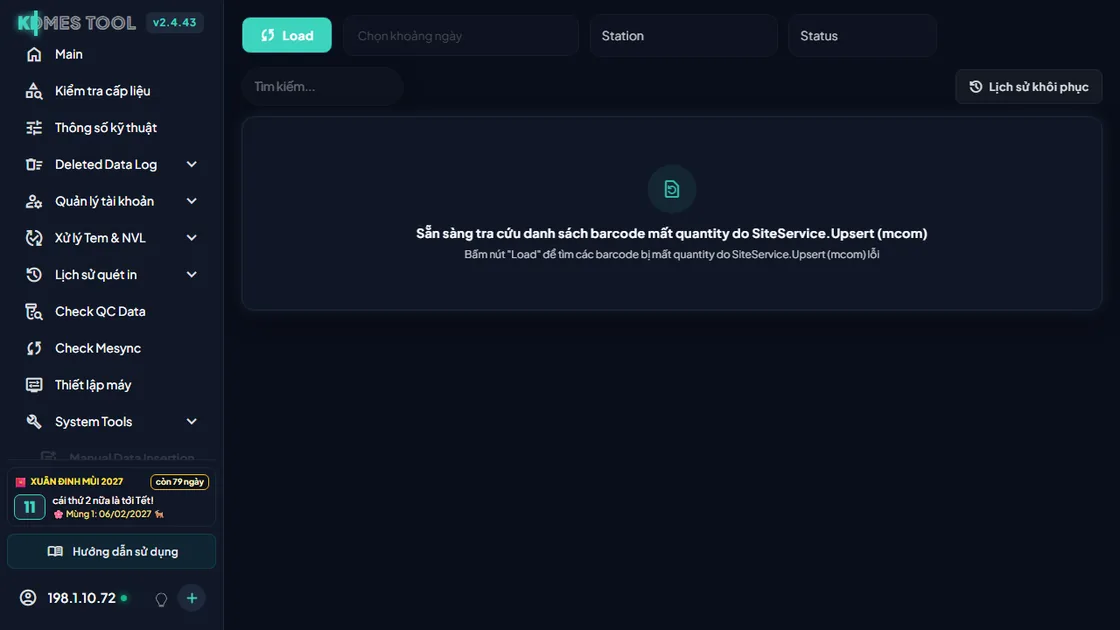 KDMES TOOL v2.4.43
Main
Kiểm tra cấp liệu
Thông số kỹ thuật
Deleted Data Log
Quản lý tài khoản
Xử lý Tem & NVL
Lịch sử quét in
Check QC Data
Check Mesync
Thiết lập máy
System Tools
Manual Data Insertion
XUÂN ĐINH MÙI 2027 còn 79 ngày
11 cái thứ 2 nữa là tới Tết!
Mùng 1: 06/02/2027
Hướng dẫn sử dụng
198.1.10.72
Load Chọn khoảng ngày Station Status
Tìm kiếm... Lịch sử khôi phục
Sẵn sàng tra cứu danh sách barcode mất quantity do SiteService.Upsert (mcom)
Bấm nút "Load" để tìm các barcode bị mất quantity do SiteService.Upsert (mcom) lỗi